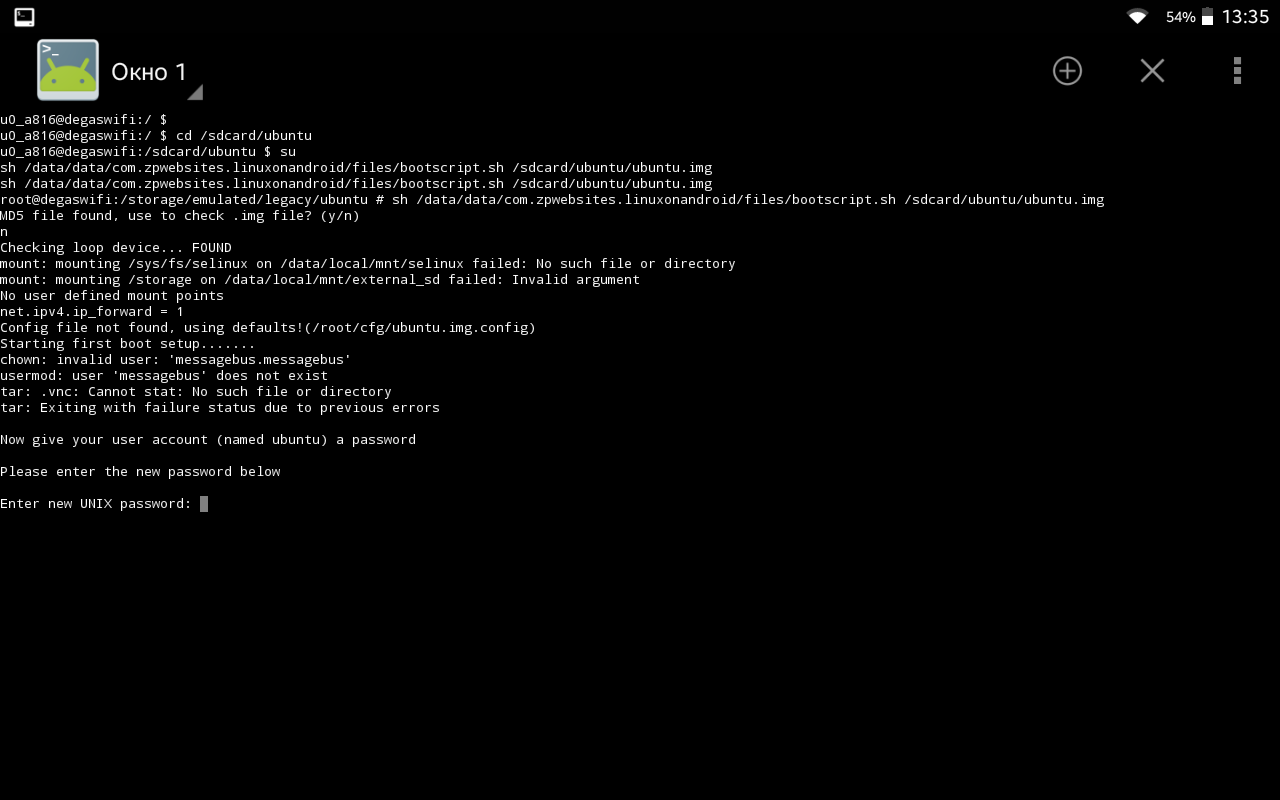 54% 13:35
>_
Окно 1
u0_a816@degaswifi:/ $
u0_a816@degaswifi:/ $ cd /sdcard/ubuntu
u0_a816@degaswifi:/sdcard/ubuntu $ su
sh /data/data/com.zpwebsites.linuxonandroid/files/bootscript.sh /sdcard/ubuntu/ubuntu.img
sh /data/data/com.zpwebsites.linuxonandroid/files/bootscript.sh /sdcard/ubuntu/ubuntu.img
root@degaswifi:/storage/emulated/legacy/ubuntu # sh /data/data/com.zpwebsites.linuxonandroid/files/bootscript.sh /sdcard/ubuntu/ubuntu.img
MD5 file found, use to check .img file? (y/n)
n
Checking loop device... FOUND
mount: mounting /sys/fs/selinux on /data/local/mnt/selinux failed: No such file or directory
mount: mounting /storage on /data/local/mnt/external_sd failed: Invalid argument
No user defined mount points
net.ipv4.ip_forward = 1
Config file not found, using defaults!(/root/cfg/ubuntu.img.config)
Starting first boot setup.......
chown: invalid user: 'messagebus.messagebus'
usermod: user 'messagebus' does not exist
tar: .vnc: Cannot stat: No such file or directory
tar: Exiting with failure status due to previous errors
Now give your user account (named ubuntu) a password
Please enter the new password below
Enter new UNIX password: